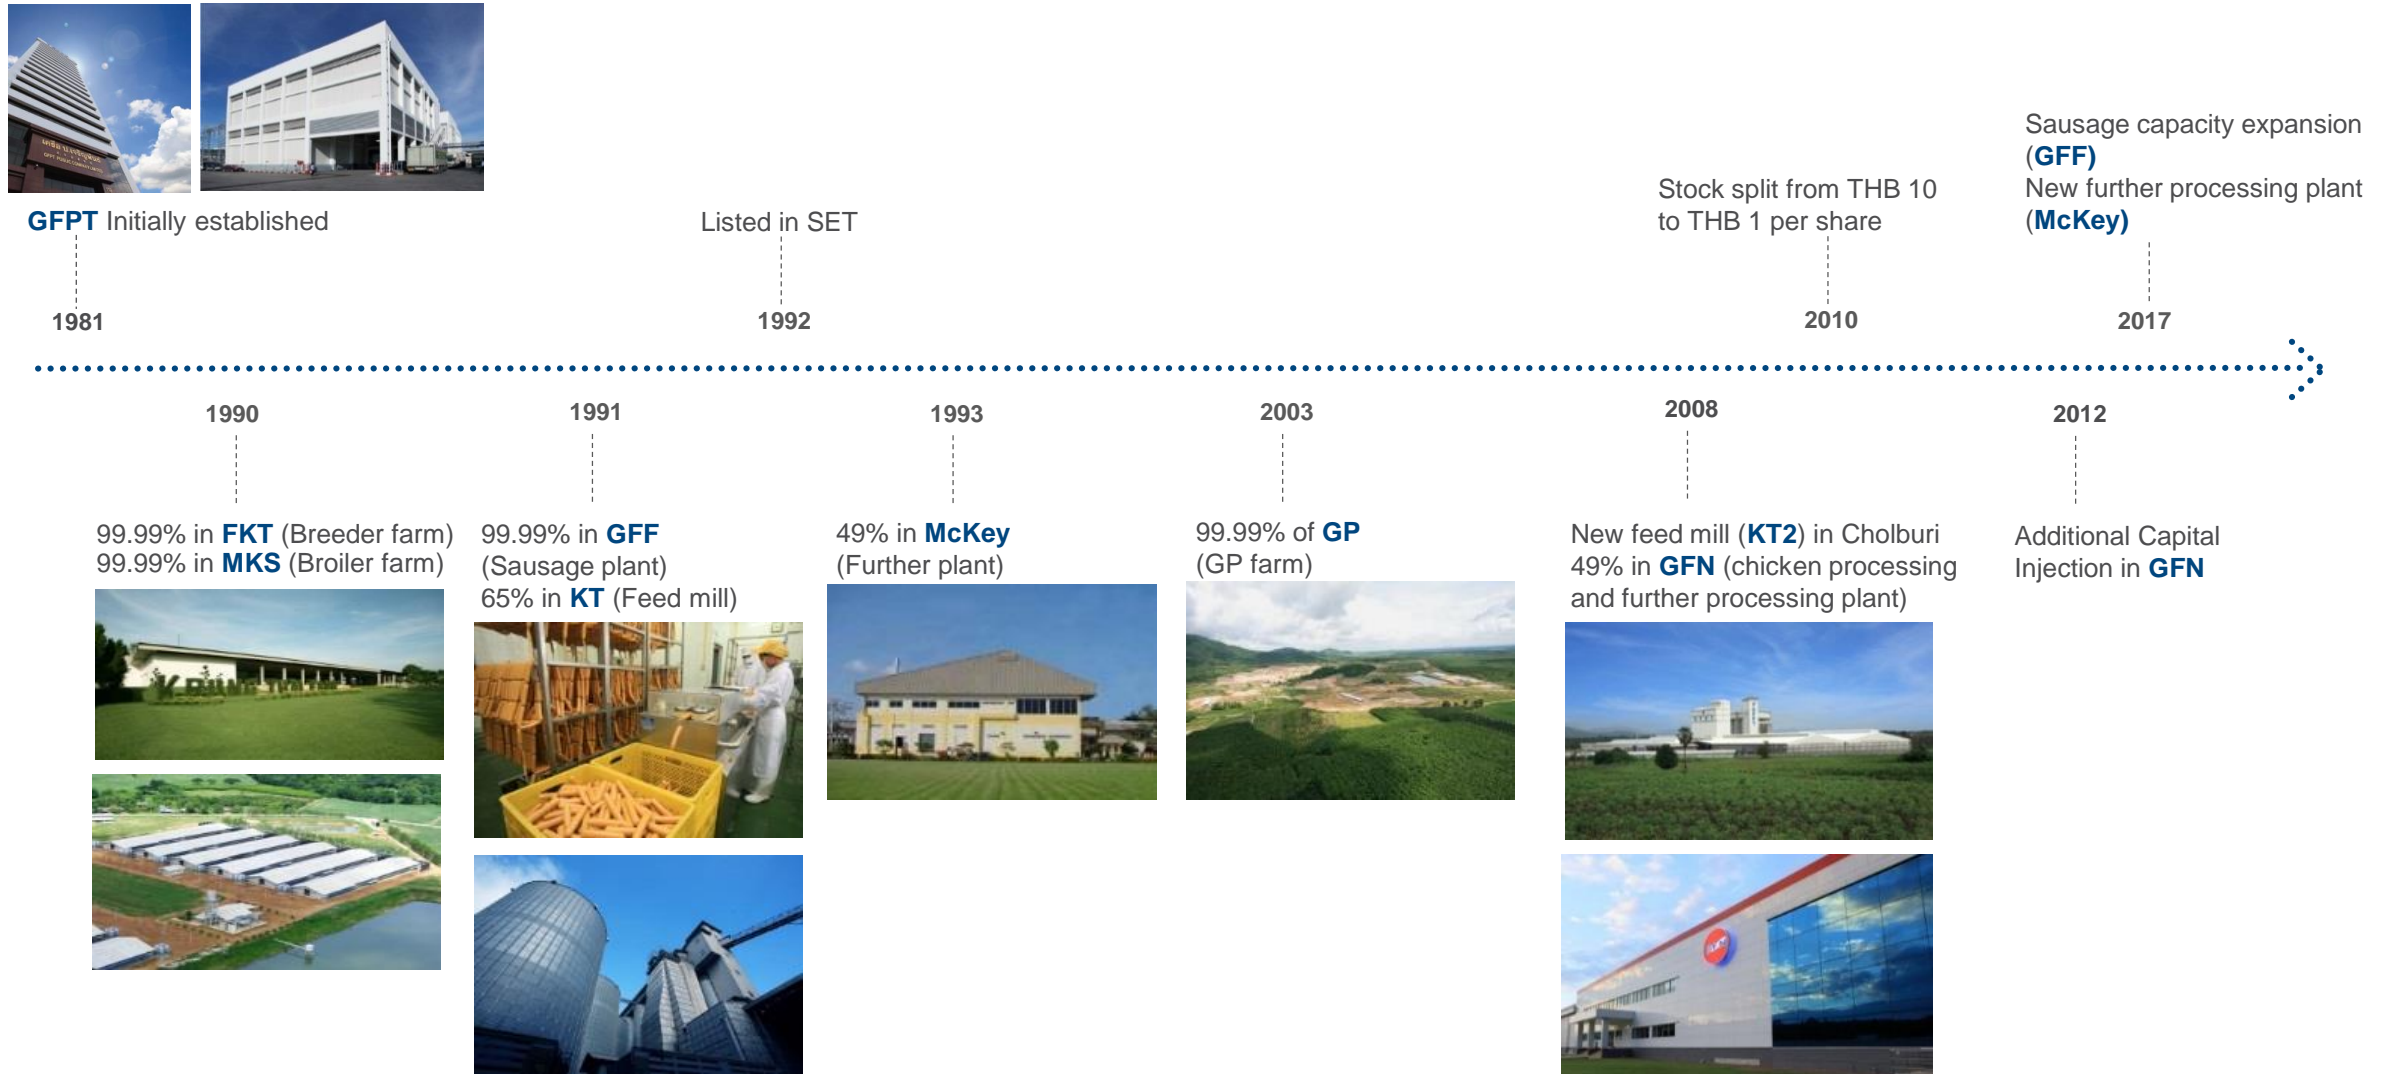 GFPT Initially established
Listed in SET
Stock split from THB 10
to THB 1 per share
Sausage capacity expansion
(GFF)
New further processing plant
(McKey)
1981
1992
2010
2017
1990
1991
1993
2003
2008
2012
99.99% in FKT (Breeder farm)
99.99% in MKS (Broiler farm)
99.99% in GFF
(Sausage plant)
65% in KT (Feed mill)
49% in McKey
(Further plant)
99.99% of GP
(GP farm)
New feed mill (KT2) in Cholburi
49% in GFN (chicken processing
and further processing plant)
Additional Capital
Injection in GFN